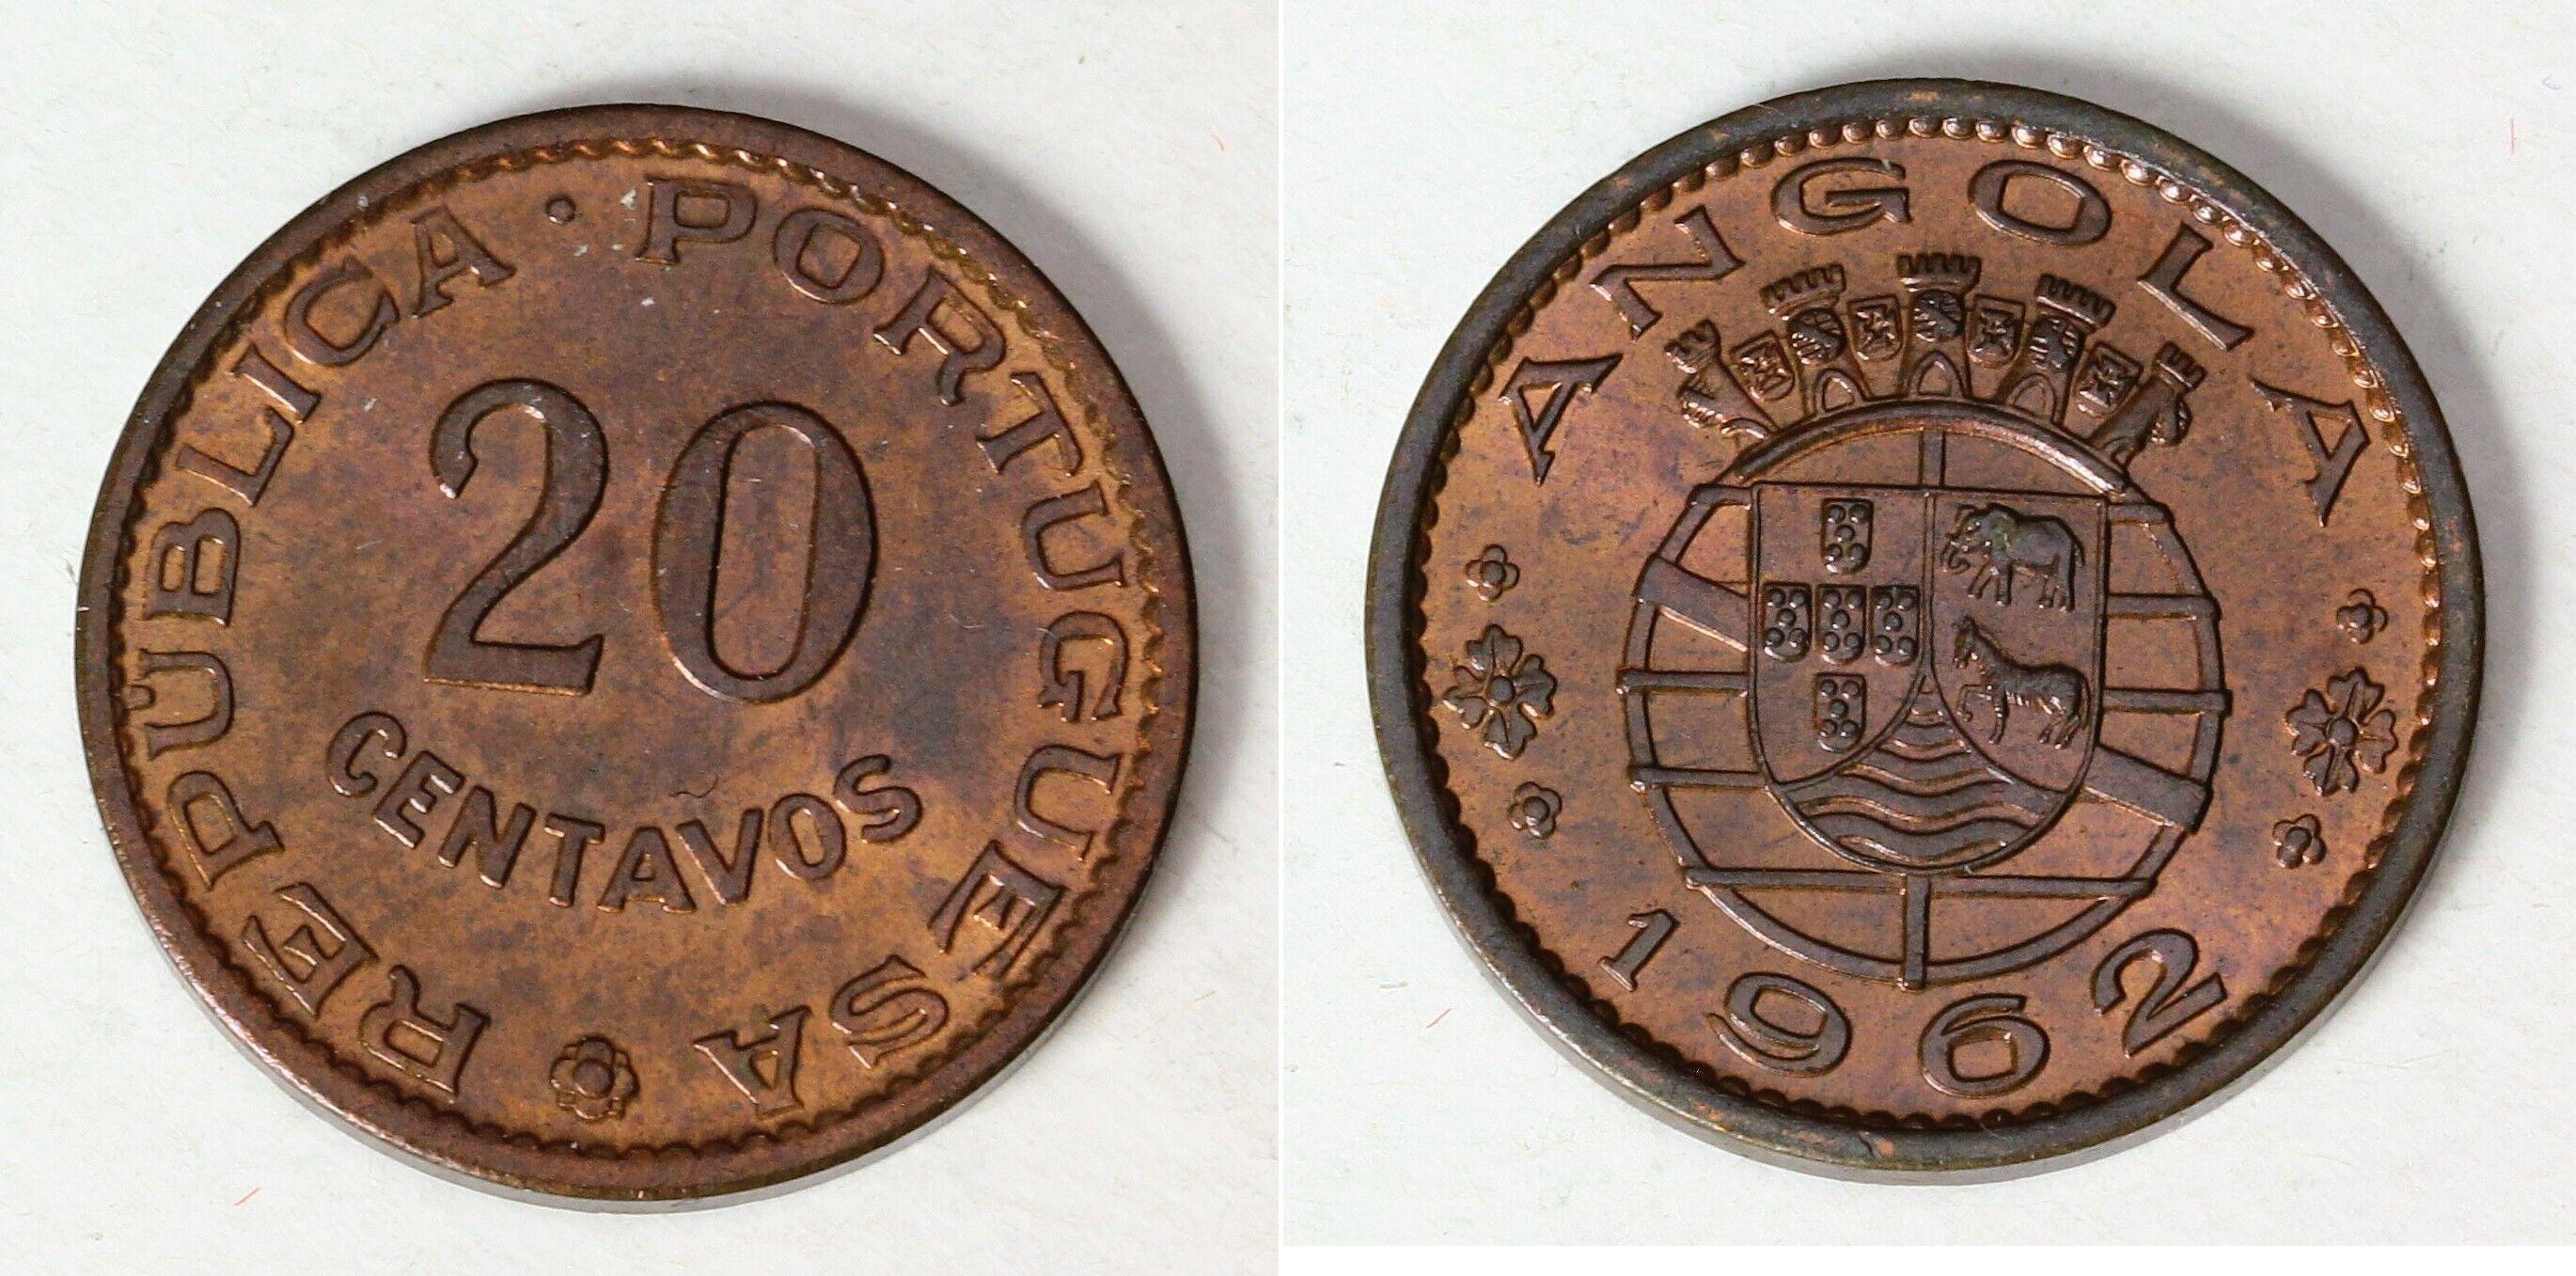 REPÚBLICA · PORTUGUESA
20
CENTAVOS
ANGOLA
1962